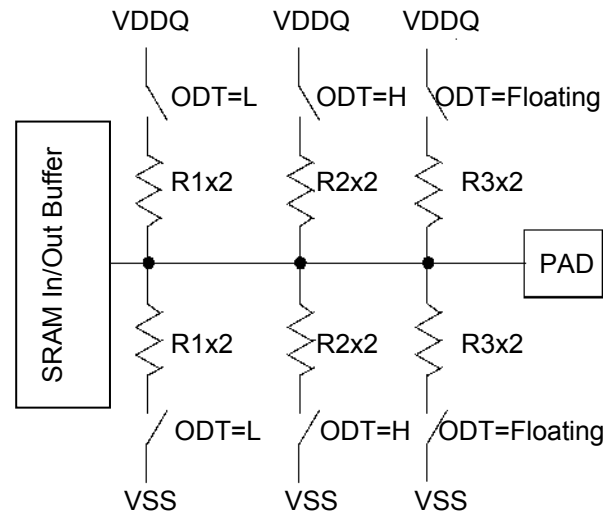 VDDQ VDDQ VDDQ
ODT=L ODT=H ODT=Floating
R1x2 R2x2 R3x2
SRAM In/Out Buffer
PAD
R1x2 R2x2 R3x2
ODT=L ODT=H ODT=Floating
VSS VSS VSS